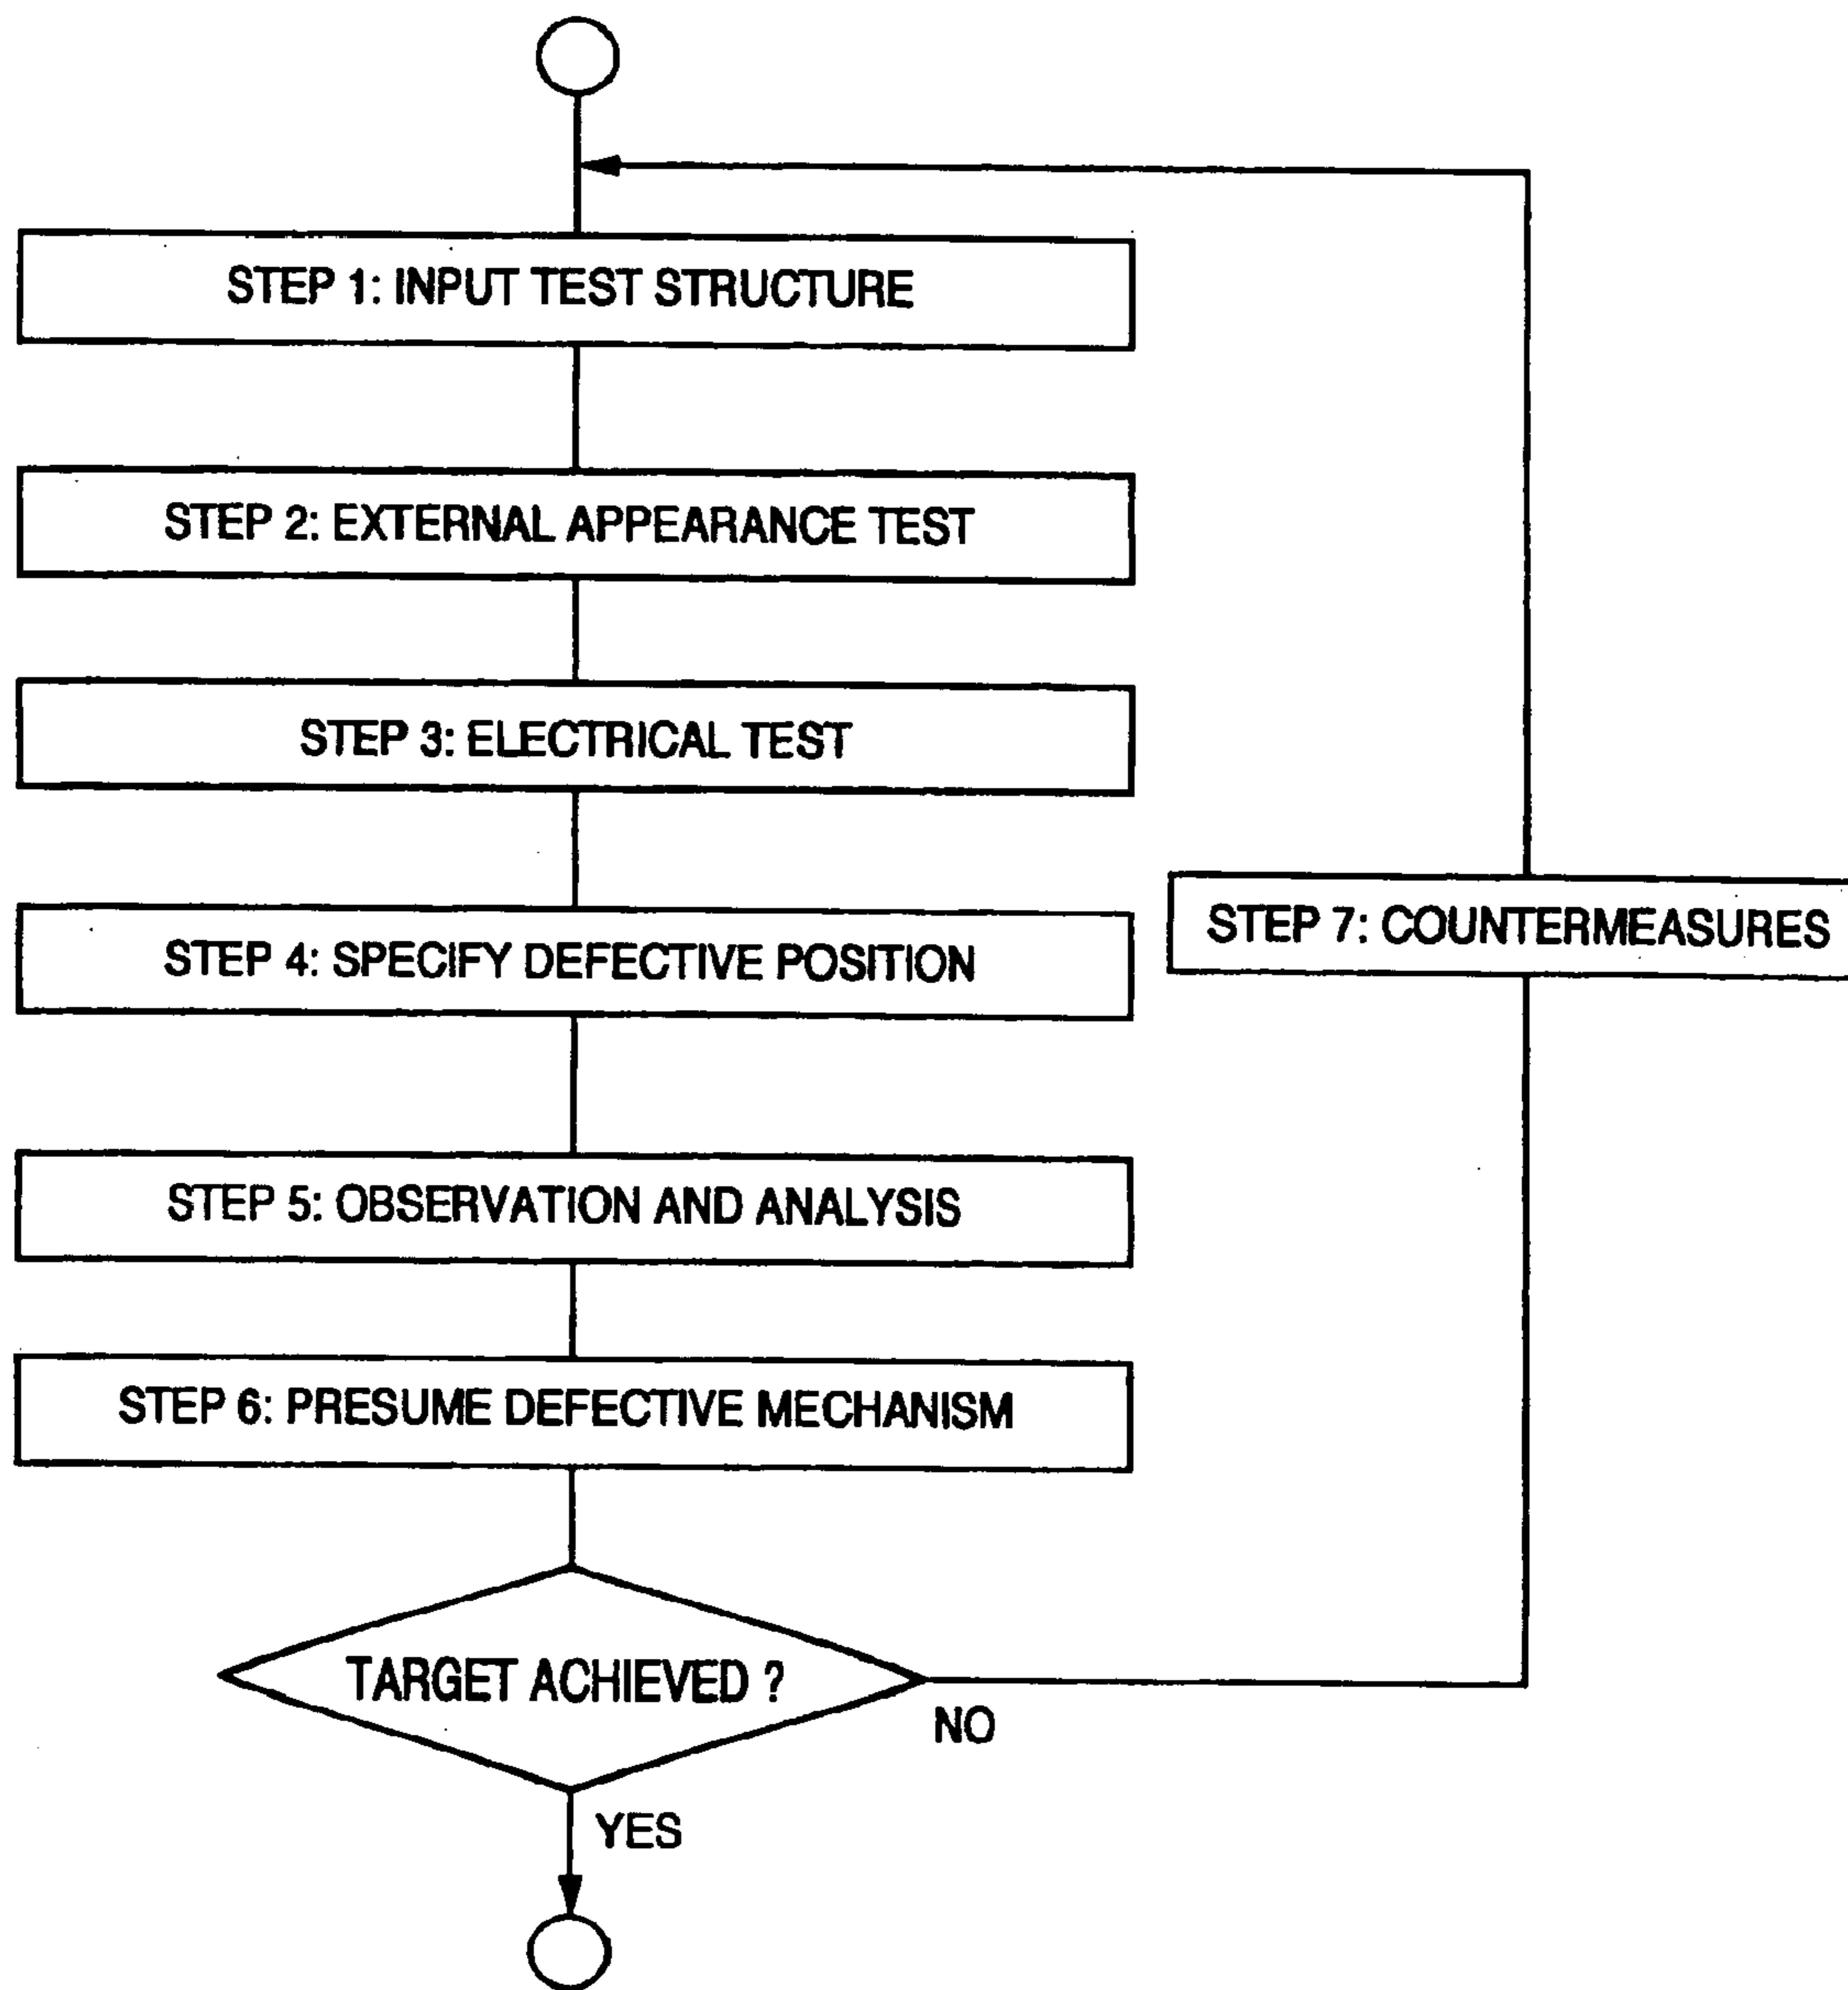 STEP 1: INPUT TEST STRUCTURE
STEP 2: EXTERNAL APPEARANCE TEST
STEP 3: ELECTRICAL TEST
STEP 4: SPECIFY DEFECTIVE POSITION
STEP 7: COUNTERMEASURES
STEP 5: OBSERVATION AND ANALYSIS
STEP 6: PRESUME DEFECTIVE MECHANISM
TARGET ACHIEVED ?
NO
YES